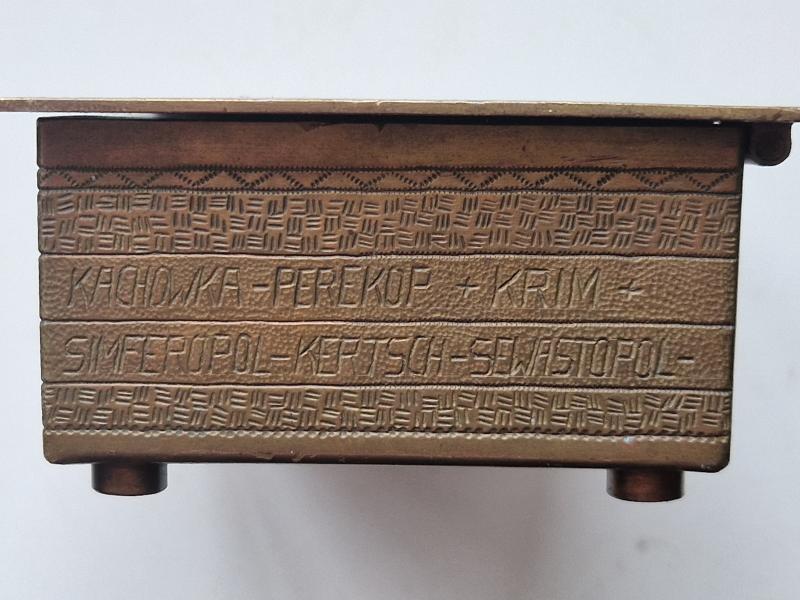 KACHOWKA - PEREKOP + KRIM +
SIMFEROPOL - KERTSCH - SEWASTOPOL -